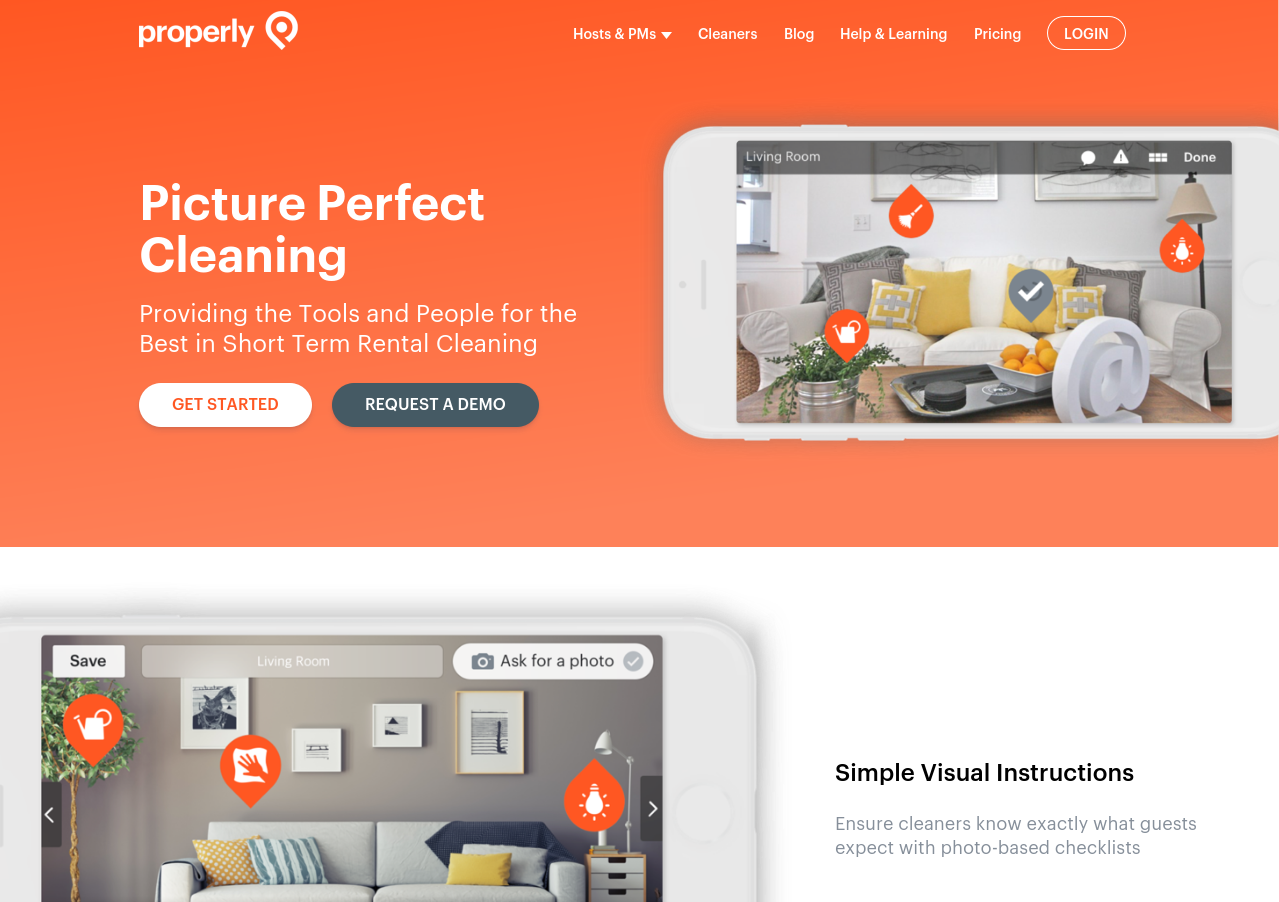 properly
Hosts & PMs
Cleaners
Blog
Help & Learning
Pricing
LOGIN
Living Room
Done
Picture Perfect
Cleaning
Providing the Tools and People for the
Best in Short Term Rental Cleaning
GET STARTED
REQUEST A DEMO
Save
Living Room
Ask for a photo
Simple Visual Instructions
Ensure cleaners know exactly what guests
expect with photo-based checklists